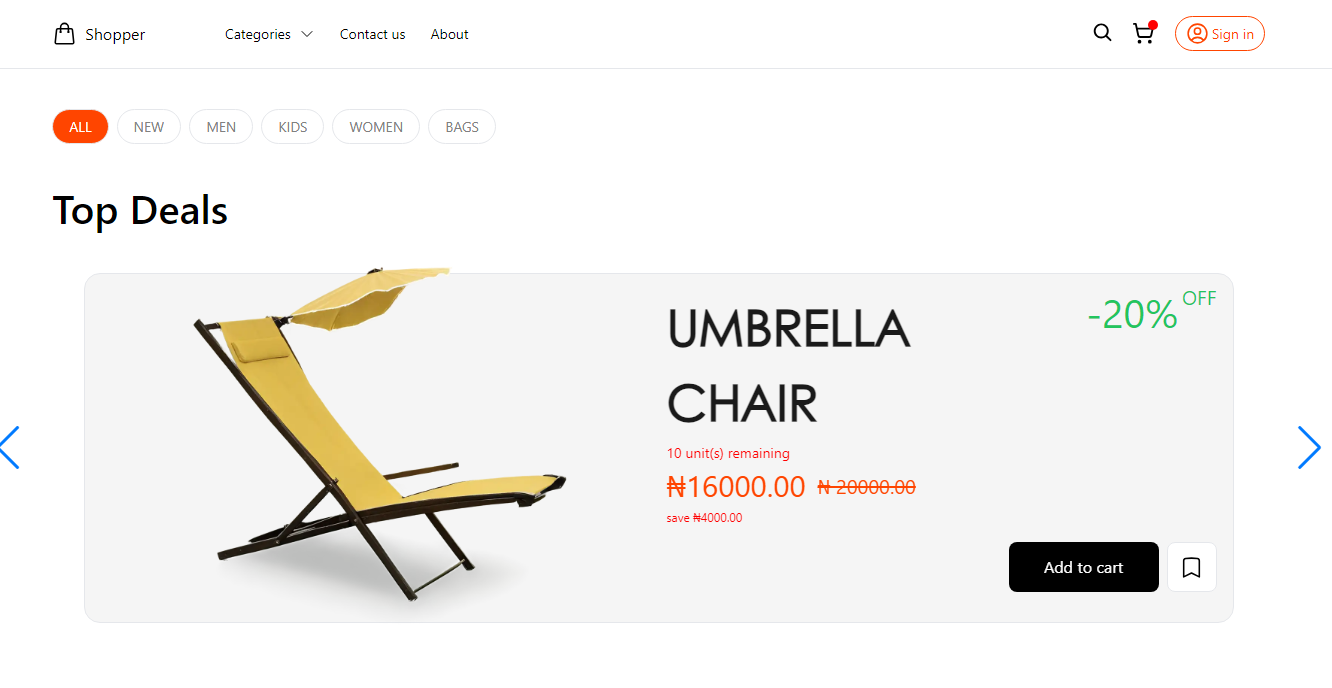 Shopper
Categories
Contact us
About
Sign in
ALL
NEW
MEN
KIDS
WOMEN
BAGS
Top Deals
UMBRELLA
CHAIR
-20% OFF
10 unit(s) remaining
₦16000.00 ₦ 20000.00
save ₦4000.00
Add to cart